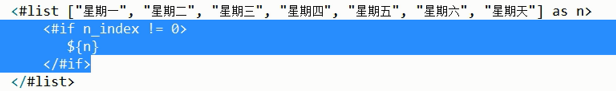 <#list ["星期一", "星期二", "星期三", "星期四", "星期五", "星期六", "星期天"] as n>
<#if n_index != 0>
${n}
</#if>
</#list>